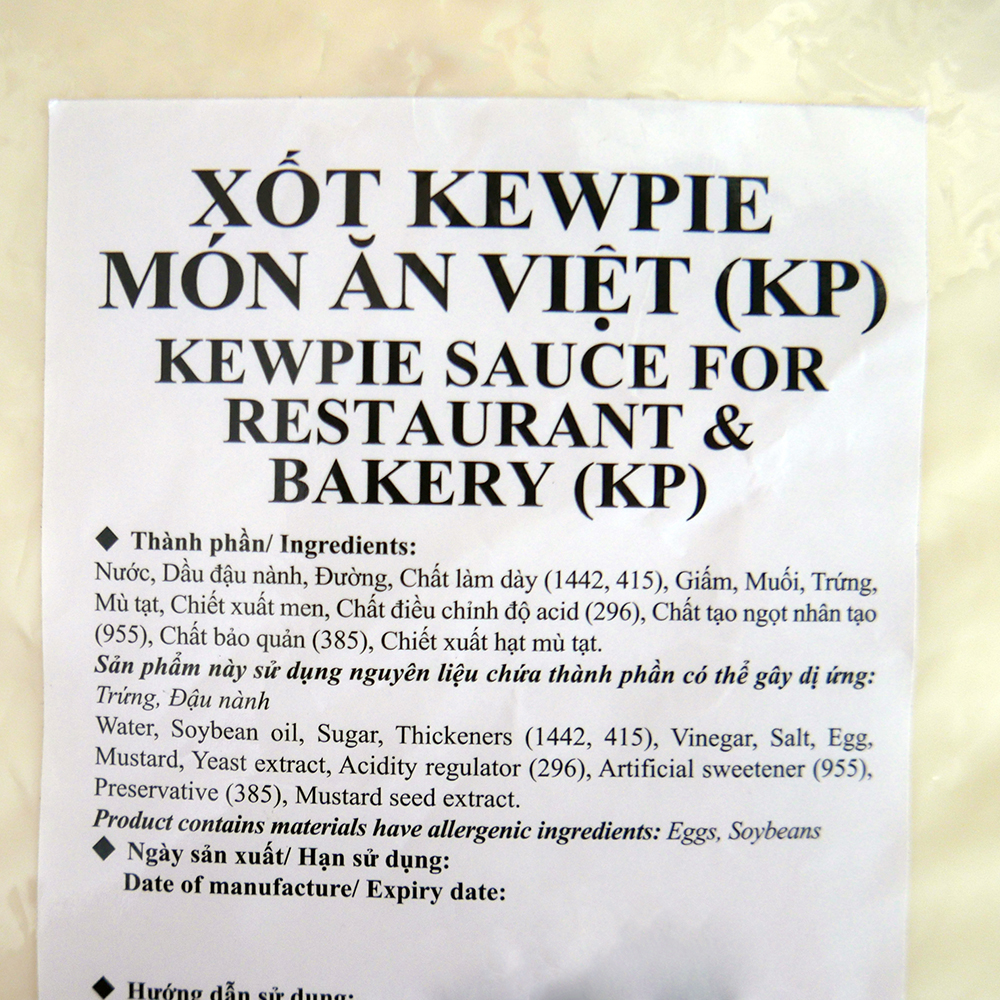 XỐT KEWPIE
MÓN ĂN VIỆT (KP)
KEWPIE SAUCE FOR
RESTAURANT &
BAKERY (KP)
◆ Thành phần/ Ingredients:
Nước, Dầu đậu nành, Đường, Chất làm dày (1442, 415), Giấm, Muối, Trứng,
Mù tạt, Chiết xuất men, Chất điều chỉnh độ acid (296), Chất tạo ngọt nhân tạo
(955), Chất bảo quản (385), Chiết xuất hạt mù tạt.
Sản phẩm này sử dụng nguyên liệu chứa thành phần có thể gây dị ứng:
Trứng, Đậu nành
Water, Soybean oil, Sugar, Thickeners (1442, 415), Vinegar, Salt, Egg,
Mustard, Yeast extract, Acidity regulator (296), Artificial sweetener (955),
Preservative (385), Mustard seed extract.
Product contains materials have allergenic ingredients: Eggs, Soybeans
◆ Ngày sản xuất/ Hạn sử dụng:
Date of manufacture/ Expiry date:
◆ Hướng dẫn sử dụng: